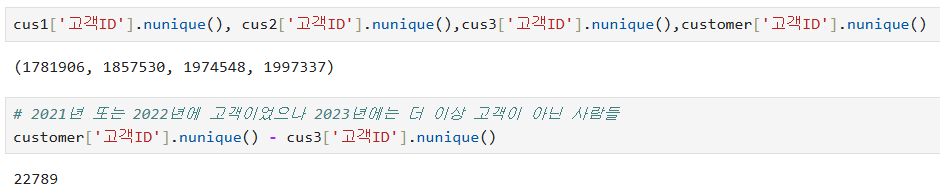 cus1['고객ID'].nunique(), cus2['고객ID'].nunique(),cus3['고객ID'].nunique(),customer['고객ID'].nunique()
(1781906, 1857530, 1974548, 1997337)
# 2021년 또는 2022년에 고객이었으나 2023년에는 더 이상 고객이 아닌 사람들
customer['고객ID'].nunique() - cus3['고객ID'].nunique()
22789